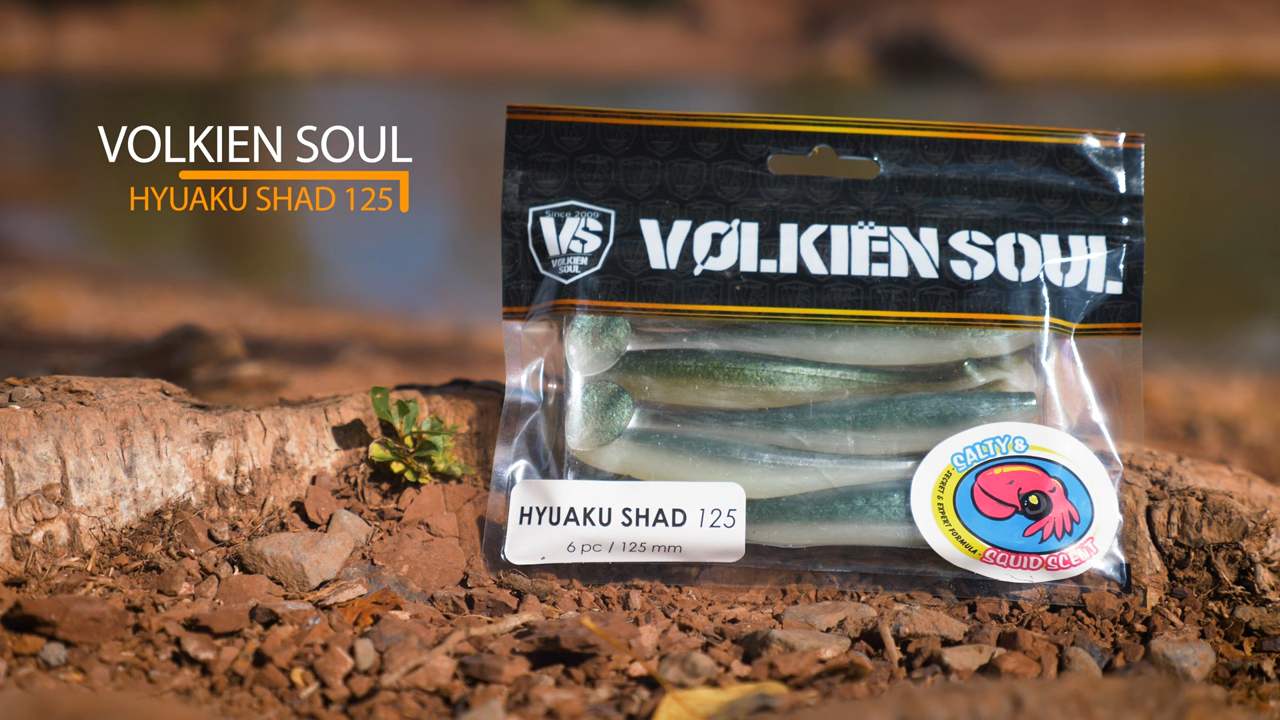 VOLKIEN SOUL
HYUAKU SHAD 125
Since 2009
VS
VOLKIEN
SOUL
VØLKIËN SOUL
HYUAKU SHAD 125
6 pc / 125 mm
SALTY &
-SECRET & EXPERT FORMULA-
SQUID SCENT